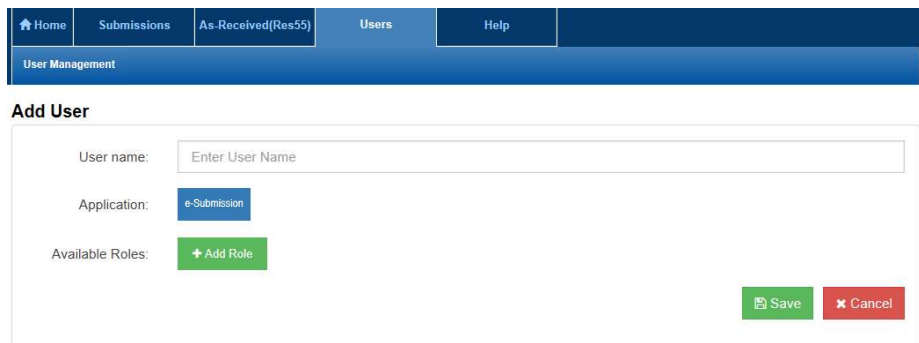 Home Submissions As-Received(Res55) Users Help
User Management
Add User
User name: Enter User Name
Application: e-Submission
Available Roles: + Add Role
Save × Cancel